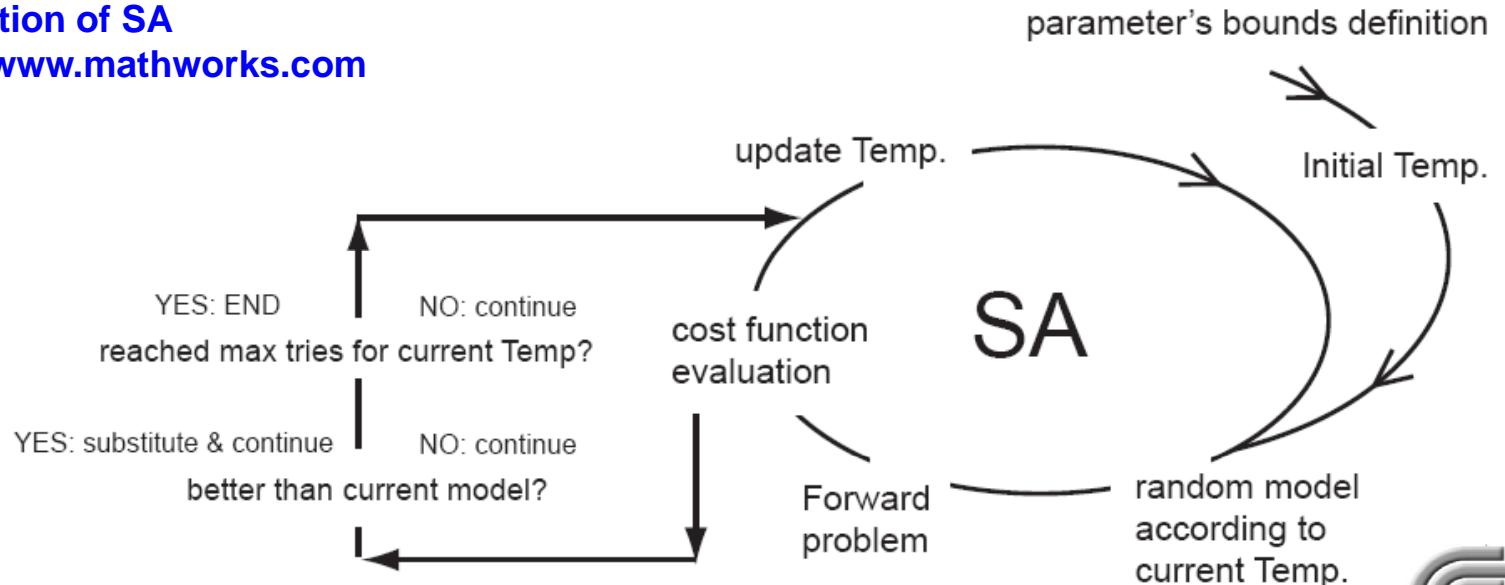 tion of SA
www.mathworks.com
parameter's bounds definition
update Temp.
Initial Temp.
YES: END
NO: continue
reached max tries for current Temp?
cost function
evaluation
SA
YES: substitute & continue
NO: continue
better than current model?
Forward
problem
random model
according to
current Temp.